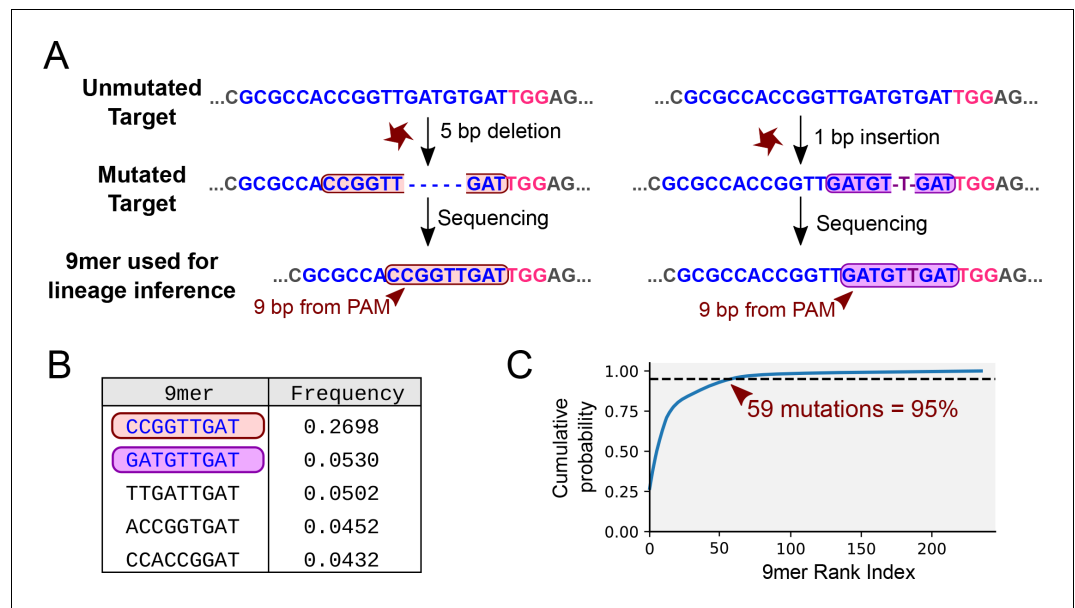 A
Unmutated Target
...CGCGCCACCGGTTGATGTGATTGGAG...
...CGCGCCACCGGTTGATGTGATTGGAG...
5 bp deletion
1 bp insertion
Mutated Target
...CGCGCCACCGGTT-----GATTGGAG...
...CGCGCCACCGGTTGATGT-T-GATTGGAG...
Sequencing
Sequencing
9mer used for lineage inference
...CGCGCCACCGGTTGATTGGAG...
...CGCGCCACCGGTTGATGTTGATTGGAG...
9 bp from PAM
9 bp from PAM
B
9mer Frequency
CCGGTTGAT 0.2698
GATGTTGAT 0.0530
TTGATTGAT 0.0502
ACCGGTGAT 0.0452
CCACCGGAT 0.0432
C
Cumulative probability
1.00
0.75
0.50
0.25
0.00
59 mutations = 95%
0 50 100 150 200
9mer Rank Index